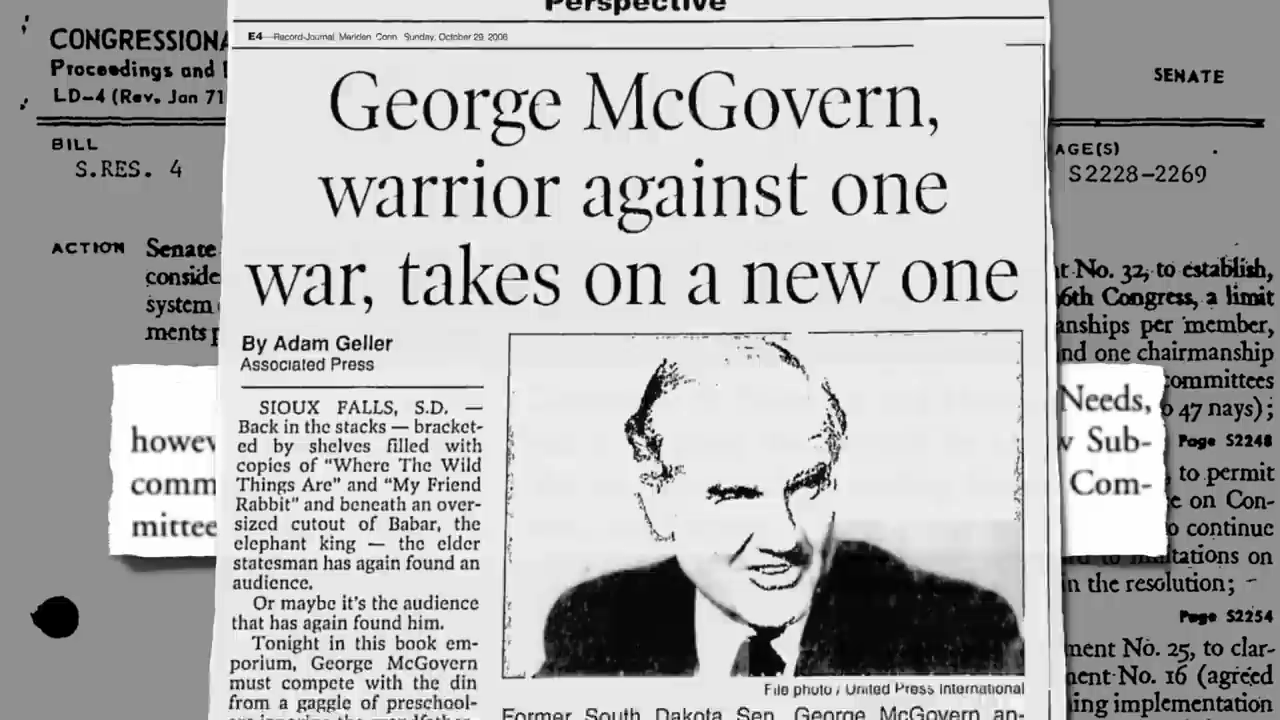 Perspective
E4 Record-Journal, Meriden, Conn. Sunday, October 29, 2006
George McGovern,
warrior against one
war, takes on a new one
By Adam Geller
Associated Press
SIOUX FALLS, S.D. —
Back in the stacks — bracket-
ed by shelves filled with
copies of “Where The Wild
Things Are” and “My Friend
Rabbit” and beneath an over-
sized cutout of Babar, the
elephant king — the elder
statesman has again found an
audience.
Or maybe it’s the audience
that has again found him.
Tonight in this book em-
porium, George McGovern
must compete with the din
from a gaggle of preschool-
File photo / United Press International
Former South Dakota Sen. George McGovern an-
CONGRESSIONA
Proceedings and
LD-4 (Rev. Jan 71
BILL
S.RES. 4
ACTION Senate
conside
system
ments p
howev
comm
mittee
SENATE
AGE(S)
S2228-2269
t No. 32, to establish,
6th Congress, a limit
anships per member,
nd one chairmanship
committees
o 47 nays);
Page S2248
Needs,
Sub-
Com-
, to permit
e on Con-
o continue
tations on
in the resolution;
Page S2254
ment No. 25, to clar-
ent No. 16 (agreed
ing implementation